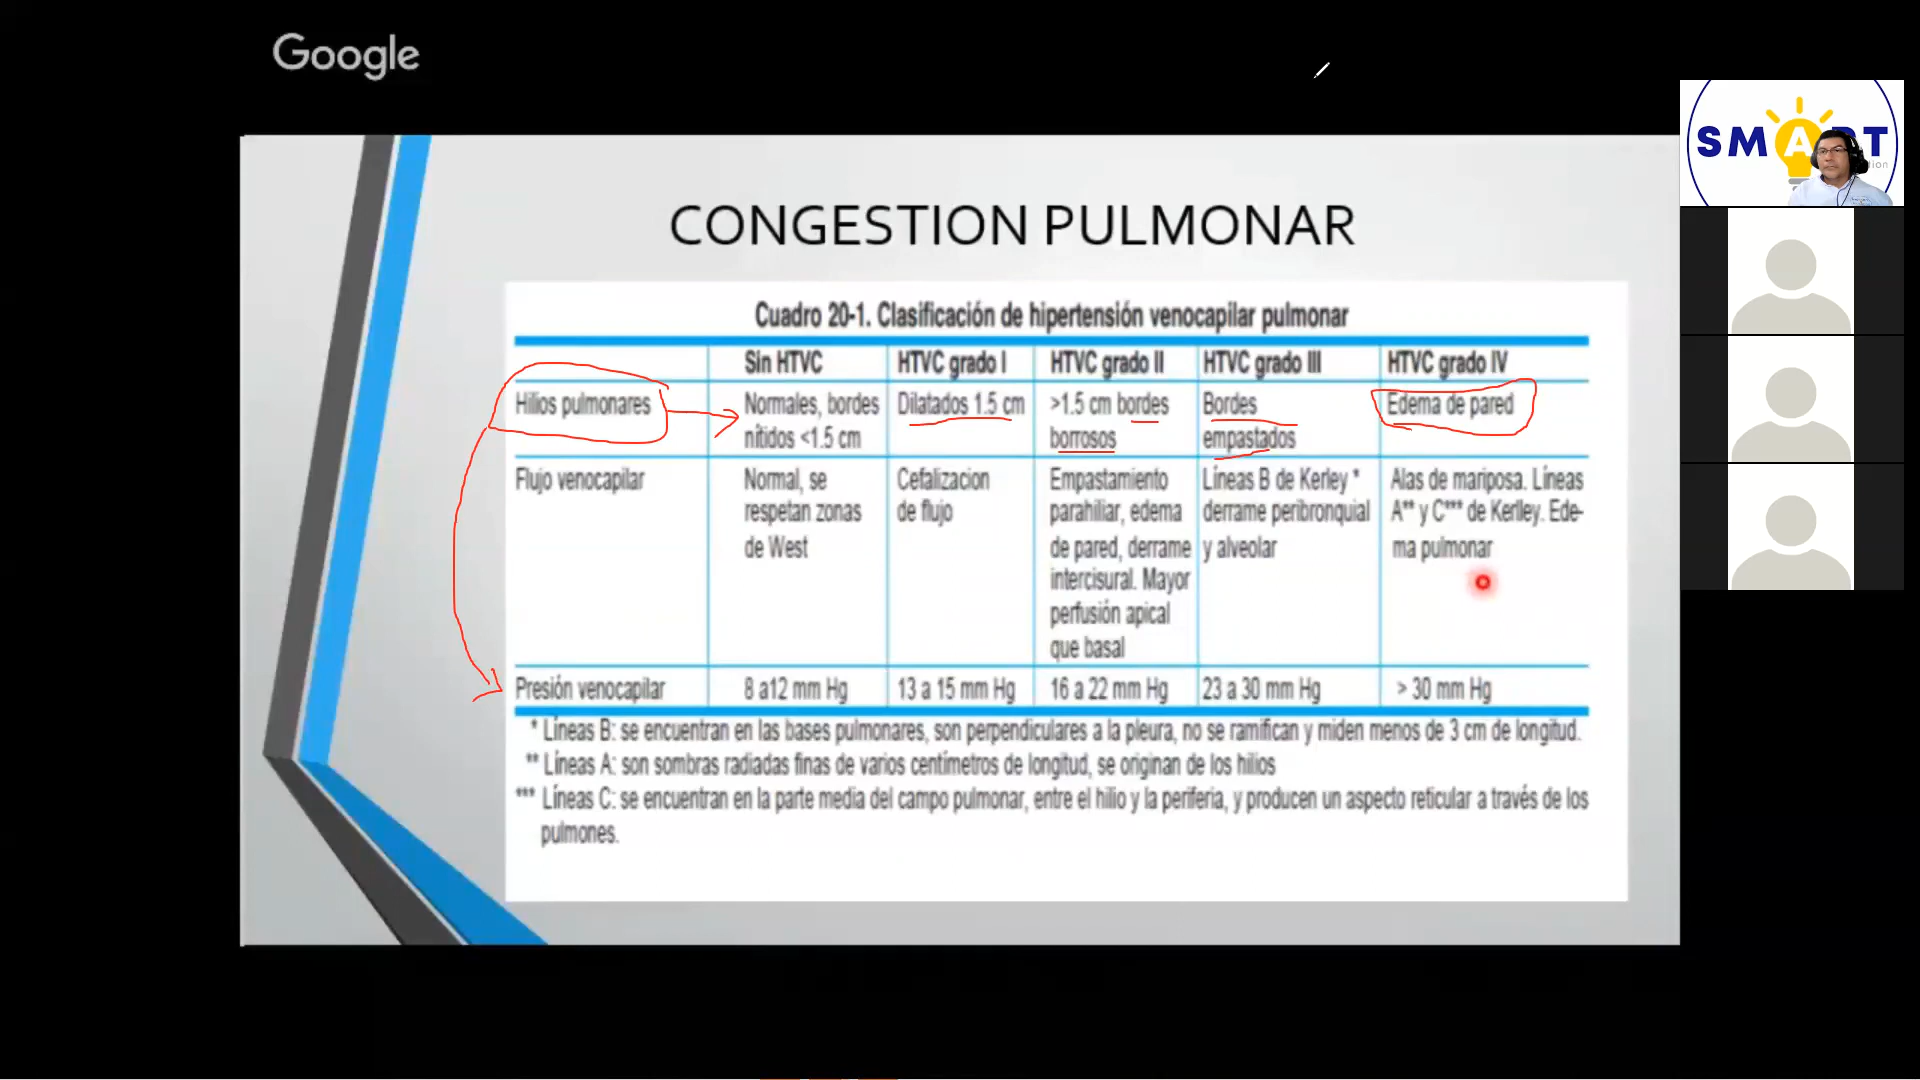 Google
SMART
CONGESTION PULMONAR
Cuadro 20-1. Clasificación de hipertensión venocapilar pulmonar
Sin HTVC HTVC grado I HTVC grado II HTVC grado III HTVC grado IV
Hilios pulmonares Normales, bordes Dilatados 1.5 cm >1.5 cm bordes Bordes Edema de pared
nítidos <1.5 cm borrosos empastados
Flujo venocapilar Normal, se Cefalizacion Empastamiento Líneas B de Kerley * Alas de mariposa. Líneas
respetan zonas de flujo parahiliar, edema derrame peribronquial A** y C*** de Kerlley. Ede-
de West de pared, derrame y alveolar ma pulmonar
intercisural. Mayor
perfusión apical
que basal
Presión venocapilar 8 a12 mm Hg 13 a 15 mm Hg 16 a 22 mm Hg 23 a 30 mm Hg > 30 mm Hg
* Líneas B: se encuentran en las bases pulmonares, son perpendiculares a la pleura, no se ramifican y miden menos de 3 cm de longitud.
** Líneas A: son sombras radiadas finas de varios centímetros de longitud, se originan de los hilios
*** Líneas C: se encuentran en la parte media del campo pulmonar, entre el hilio y la periferia, y producen un aspecto reticular a través de los
pulmones.